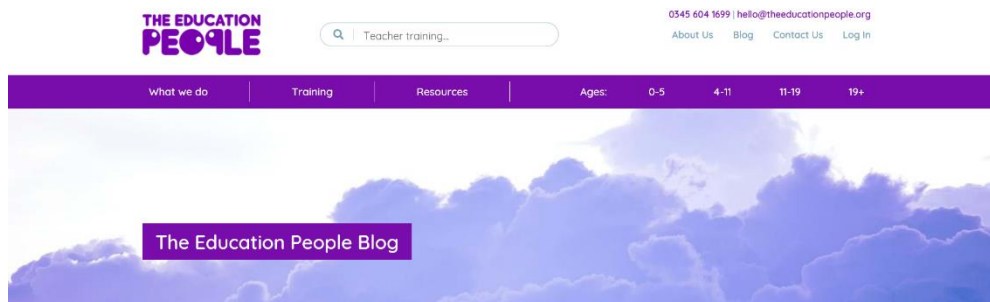 THE EDUCATION
PEOPLE
Teacher training...
0345 604 1699 | hello@theeducationpeople.org
About Us Blog Contact Us Log In
What we do Training Resources Ages: 0-5 4-11 11-19 19+
The Education People Blog